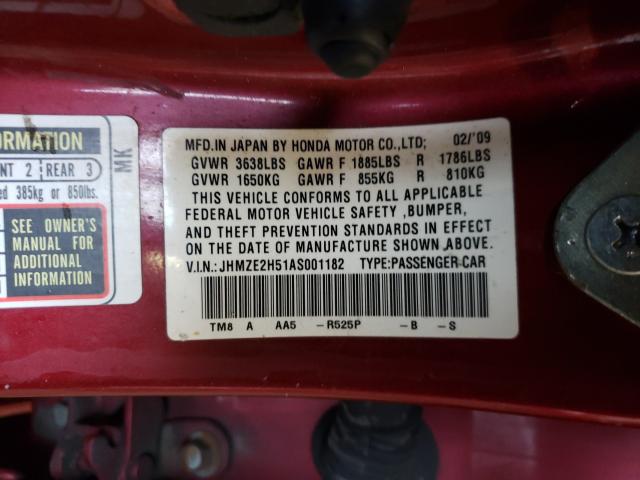 ORMATION
NT 2 REAR 3
385kg or 850lbs.
SEE OWNER'S
MANUAL FOR
ADDITIONAL
INFORMATION
MK
MFD.IN JAPAN BY HONDA MOTOR CO.,LTD; 02/'09
GVWR 3638LBS GAWR F 1885LBS R 1786LBS
GVWR 1650KG GAWR F 855KG R 810KG
THIS VEHICLE CONFORMS TO ALL APPLICABLE
FEDERAL MOTOR VEHICLE SAFETY ,BUMPER,
AND THEFT PREVENTION STANDARDS IN EFFECT
ON THE DATE OF MANUFACTURE SHOWN ABOVE.
V.I.N.: JHMZE2H51AS001182 TYPE:PASSENGER CAR
TM8 A AA5 -R525P -B -S